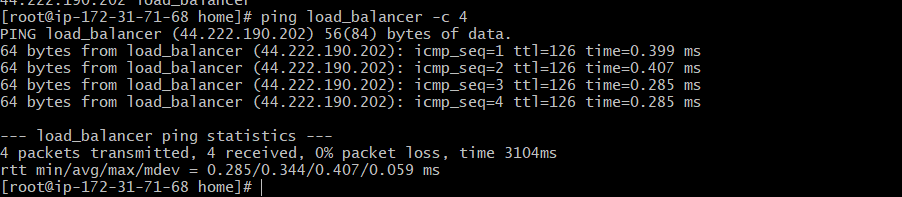 44.222.190.202 load_balancer
[root@ip-172-31-71-68 home]# ping load_balancer -c 4
PING load_balancer (44.222.190.202) 56(84) bytes of data.
64 bytes from load_balancer (44.222.190.202): icmp_seq=1 ttl=126 time=0.399 ms
64 bytes from load_balancer (44.222.190.202): icmp_seq=2 ttl=126 time=0.407 ms
64 bytes from load_balancer (44.222.190.202): icmp_seq=3 ttl=126 time=0.285 ms
64 bytes from load_balancer (44.222.190.202): icmp_seq=4 ttl=126 time=0.285 ms
--- load_balancer ping statistics ---
4 packets transmitted, 4 received, 0% packet loss, time 3104ms
rtt min/avg/max/mdev = 0.285/0.344/0.407/0.059 ms
[root@ip-172-31-71-68 home]#